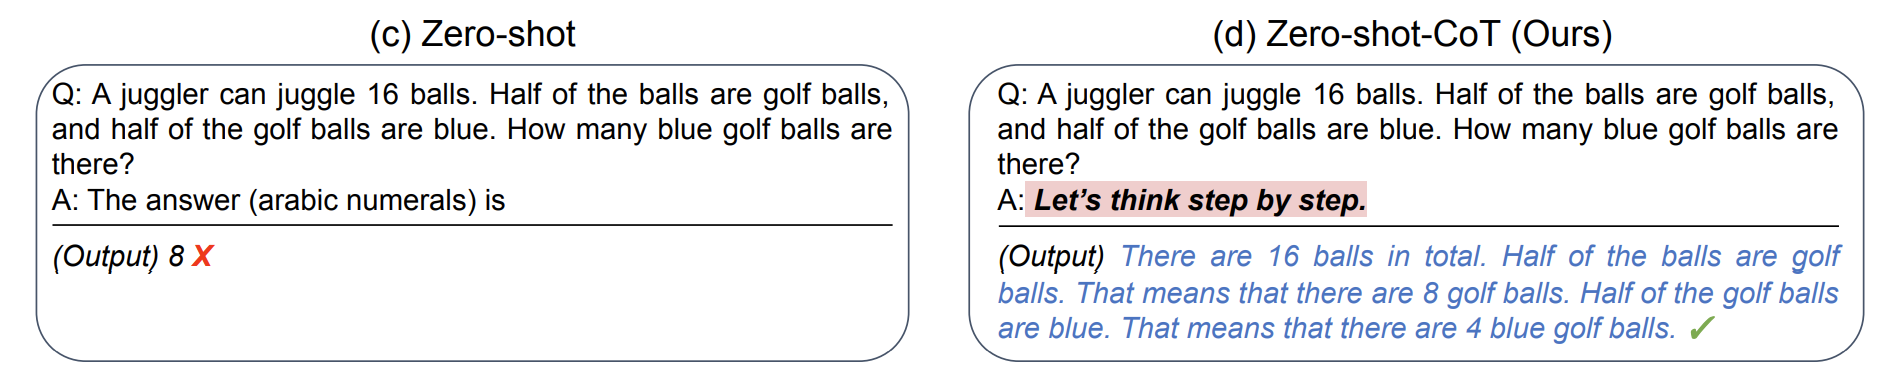 (c) Zero-shot
Q: A juggler can juggle 16 balls. Half of the balls are golf balls,
and half of the golf balls are blue. How many blue golf balls are
there?
A: The answer (arabic numerals) is
(Output) 8 X
(d) Zero-shot-CoT (Ours)
Q: A juggler can juggle 16 balls. Half of the balls are golf balls,
and half of the golf balls are blue. How many blue golf balls are
there?
A: Let’s think step by step.
(Output) There are 16 balls in total. Half of the balls are golf
balls. That means that there are 8 golf balls. Half of the golf balls
are blue. That means that there are 4 blue golf balls. ✓